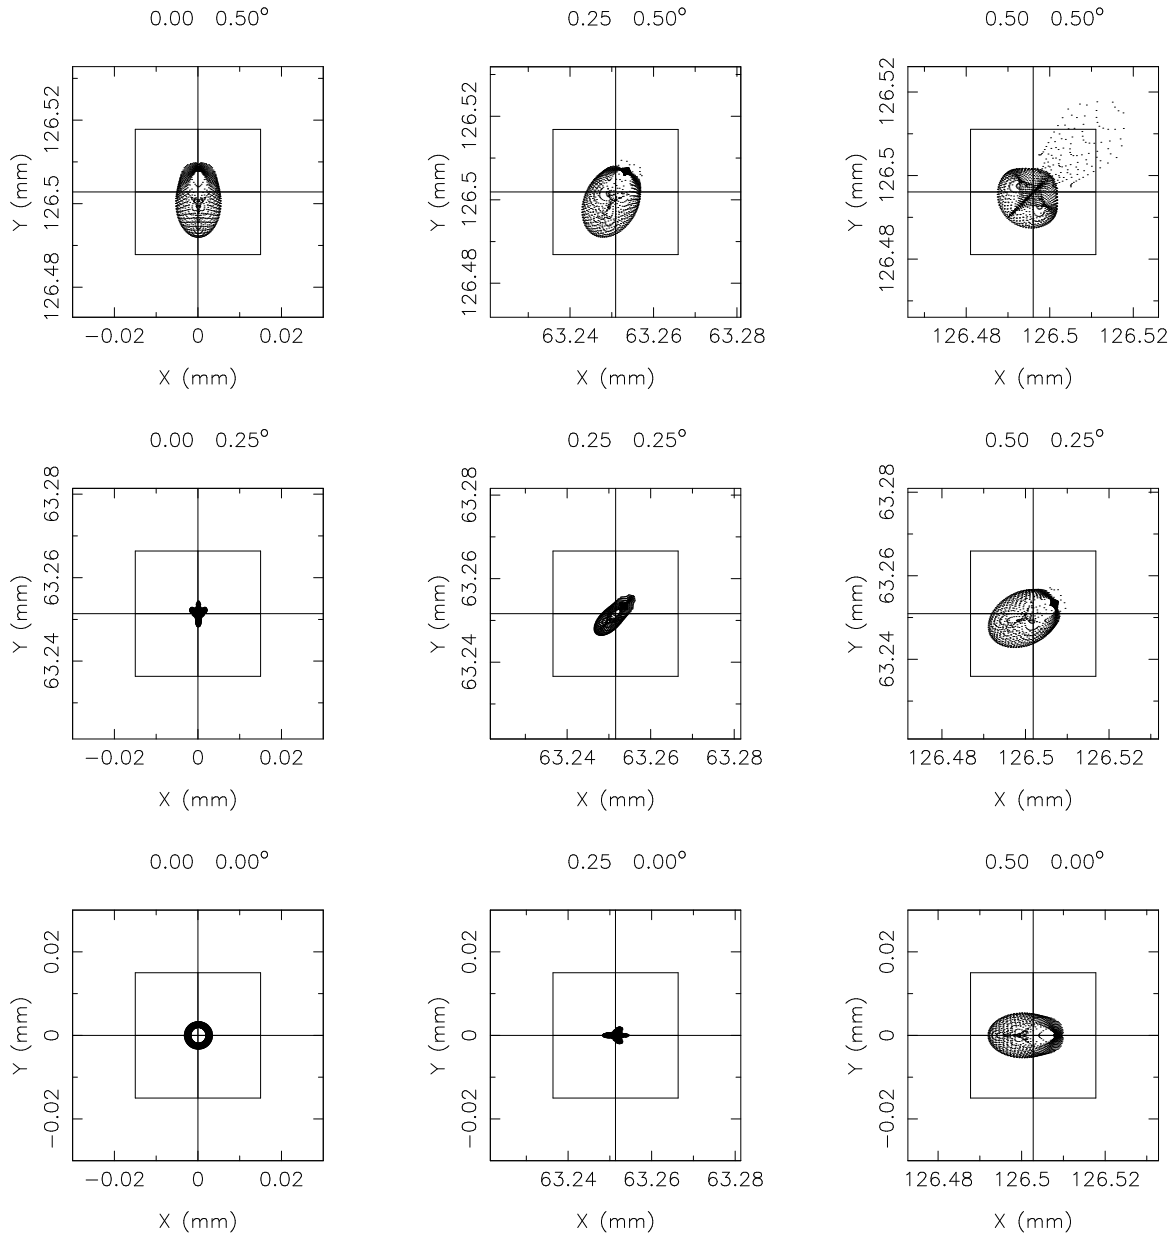 0.00 0.50°
0.25 0.50°
0.50 0.50°
Y (mm)
126.48 126.5 126.52
−0.02 0 0.02
X (mm)
Y (mm)
126.48 126.5 126.52
63.24 63.26 63.28
X (mm)
Y (mm)
126.48 126.5 126.52
126.48 126.5 126.52
X (mm)
0.00 0.25°
0.25 0.25°
0.50 0.25°
Y (mm)
63.24 63.26 63.28
−0.02 0 0.02
X (mm)
Y (mm)
63.24 63.26 63.28
63.24 63.26 63.28
X (mm)
Y (mm)
63.24 63.26 63.28
126.48 126.5 126.52
X (mm)
0.00 0.00°
0.25 0.00°
0.50 0.00°
Y (mm)
−0.02 0 0.02
−0.02 0 0.02
X (mm)
Y (mm)
−0.02 0 0.02
63.24 63.26 63.28
X (mm)
Y (mm)
−0.02 0 0.02
126.48 126.5 126.52
X (mm)